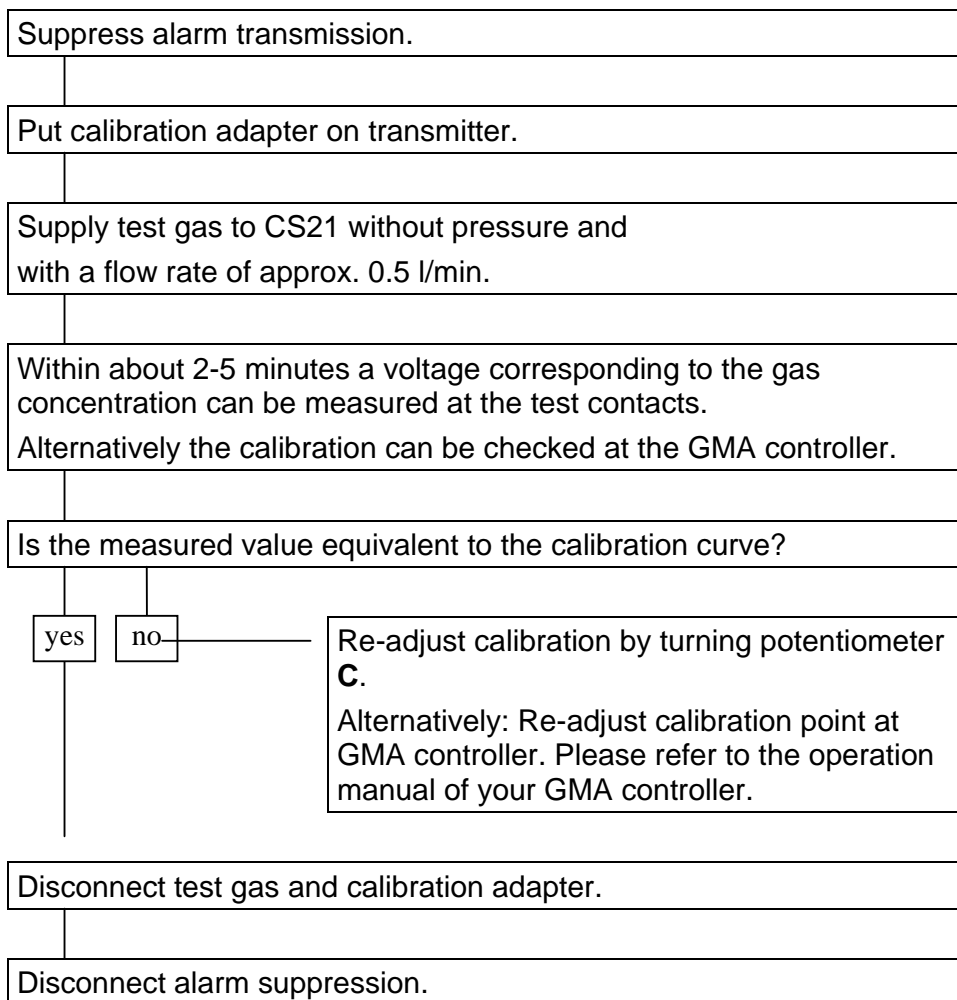 Suppress alarm transmission.
Put calibration adapter on transmitter.
Supply test gas to CS21 without pressure and
with a flow rate of approx. 0.5 l/min.
Within about 2-5 minutes a voltage corresponding to the gas
concentration can be measured at the test contacts.
Alternatively the calibration can be checked at the GMA controller.
Is the measured value equivalent to the calibration curve?
yes
no
Re-adjust calibration by turning potentiometer
C.
Alternatively: Re-adjust calibration point at
GMA controller. Please refer to the operation
manual of your GMA controller.
Disconnect test gas and calibration adapter.
Disconnect alarm suppression.